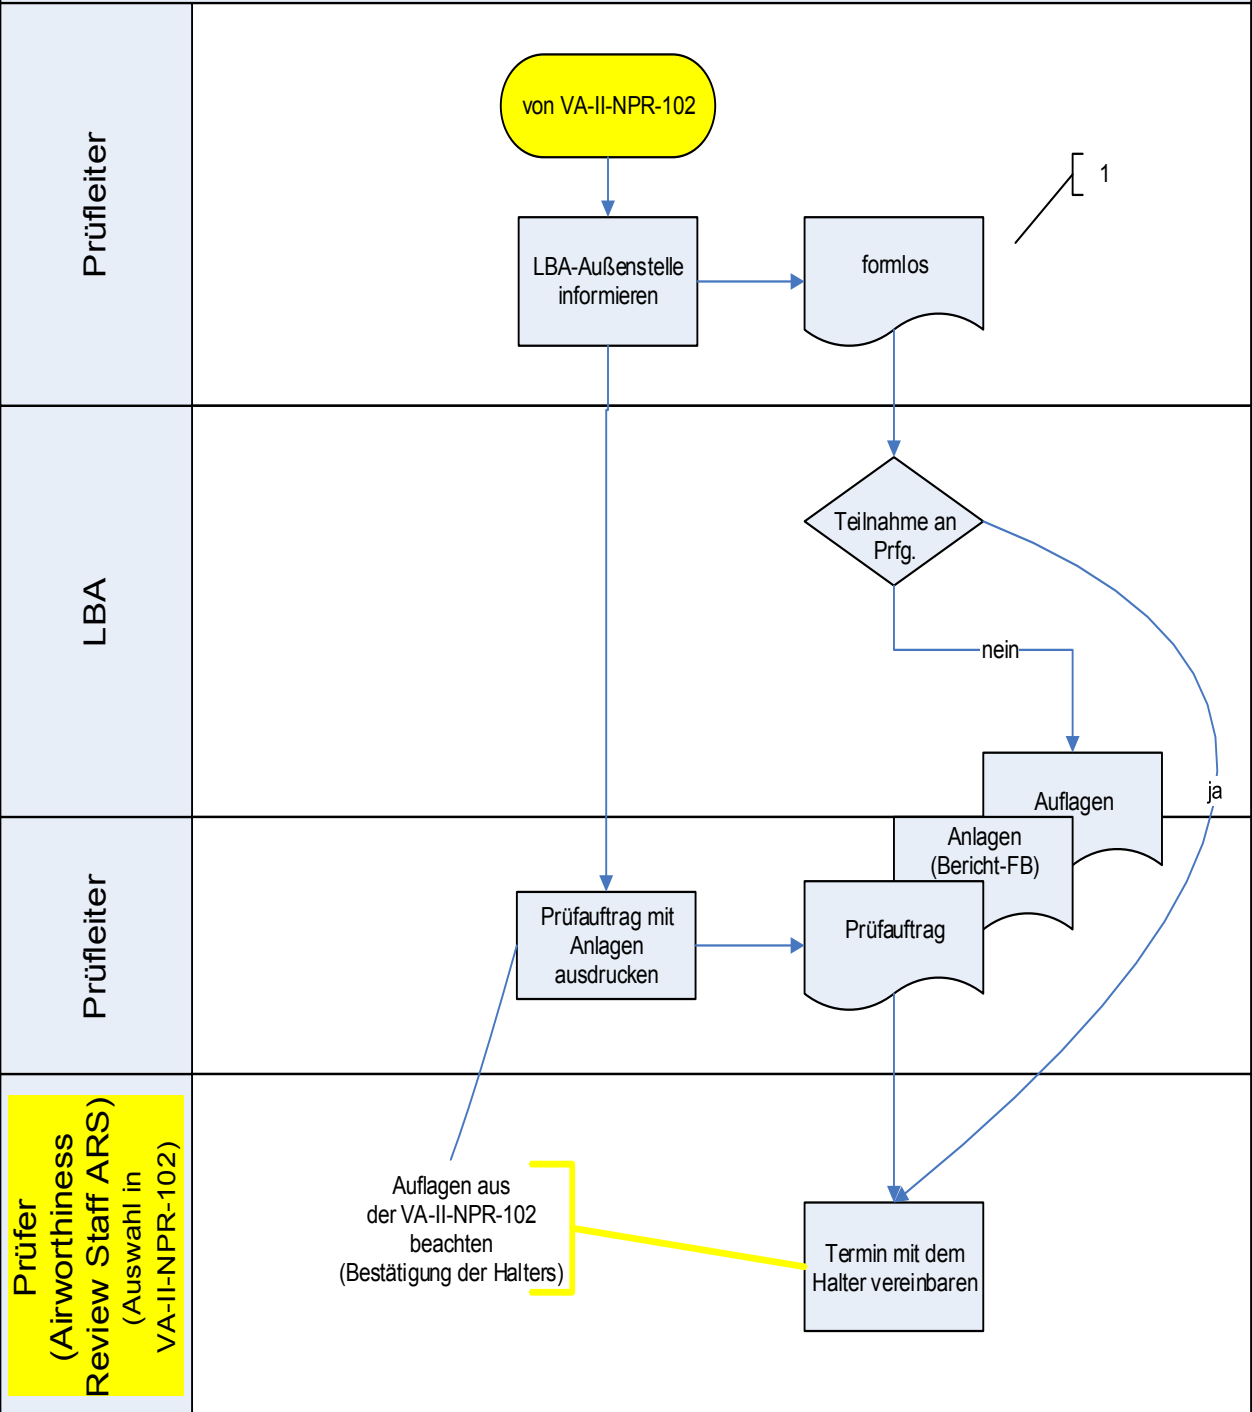 Prüfleiter
von VA-II-NPR-102
1
LBA-Außenstelle
informieren
formlos
LBA
Teilnahme an
Prfg.
nein
ja
Auflagen
Prüfleiter
Anlagen
(Bericht-FB)
Prüfauftrag mit
Anlagen
ausdrucken
Prüfauftrag
Prüfer
(Airworthiness
Review Staff ARS)
(Auswahl in
VA-II-NPR-102)
Auflagen aus
der VA-II-NPR-102
beachten
(Bestätigung der Halters)
Termin mit dem
Halter vereinbaren